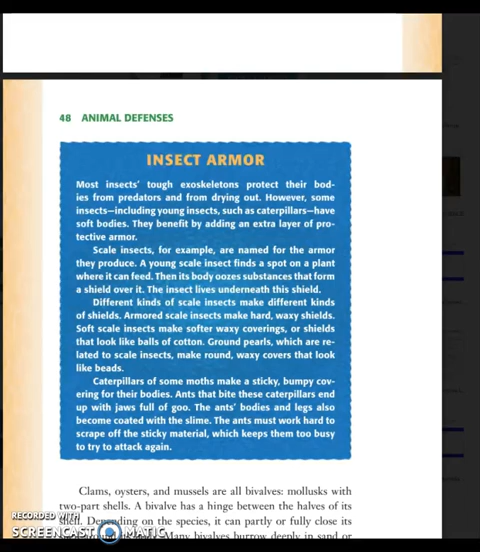 48 ANIMAL DEFENSES
INSECT ARMOR
Most insects' tough exoskeletons protect their bod-
ies from predators and from drying out. However, some
insects—including young insects, such as caterpillars—have
soft bodies. They benefit by adding an extra layer of pro-
tective armor.
Scale insects, for example, are named for the armor
they produce. A young scale insect finds a spot on a plant
where it can feed. Then its body oozes substances that form
a shield over it. The insect lives underneath this shield.
Different kinds of scale insects make different kinds
of shields. Armored scale insects make hard, waxy shields.
Soft scale insects make softer waxy coverings, or shields
that look like balls of cotton. Ground pearls, which are re-
lated to scale insects, make round, waxy covers that look
like beads.
Caterpillars of some moths make a sticky, bumpy cov-
ering for their bodies. Ants that bite these caterpillars end
up with jaws full of goo. The ants' bodies and legs also
become coated with the slime. The ants must work hard to
scrape off the sticky material, which keeps them too busy
to try to attack again.
Clams, oysters, and mussels are all bivalves: mollusks with
two-part shells. A bivalve has a hinge between the halves of its
shell. Depending on the species, it can partly or fully close its
Many bivalves burrow deeply in sand or
RECORDED WITH
SCREENCAST MATIC